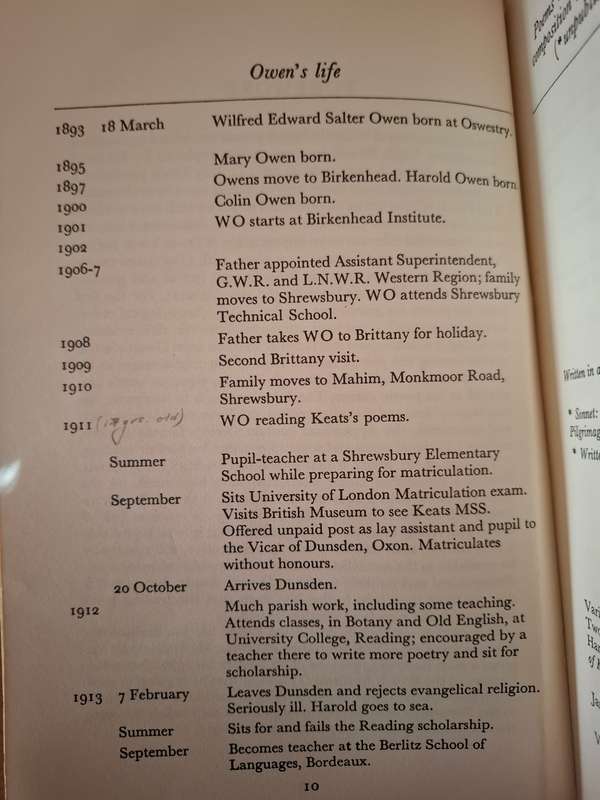 Owen's life
1893 18 March Wilfred Edward Salter Owen born at Oswestry.
1895 Mary Owen born.
1897 Owens move to Birkenhead. Harold Owen born.
1900 Colin Owen born.
1901 WO starts at Birkenhead Institute.
1902
1906-7 Father appointed Assistant Superintendent,
G.W.R. and L.N.W.R. Western Region; family
moves to Shrewsbury. WO attends Shrewsbury
Technical School.
1908 Father takes WO to Brittany for holiday.
1909 Second Brittany visit.
1910 Family moves to Mahim, Monkmoor Road,
Shrewsbury.
1911 yrs. old) WO reading Keats's poems.
Summer Pupil-teacher at a Shrewsbury Elementary
School while preparing for matriculation.
September Sits University of London Matriculation exam.
Visits British Museum to see Keats MSS.
Offered unpaid post as lay assistant and pupil to
the Vicar of Dunsden, Oxon. Matriculates
without honours.
20 October Arrives Dunsden.
1912 Much parish work, including some teaching.
Attends classes, in Botany and Old English, at
University College, Reading; encouraged by a
teacher there to write more poetry and sit for
scholarship.
1913 7 February Leaves Dunsden and rejects evangelical religion.
Seriously ill. Harold goes to sea.
Summer Sits for and fails the Reading scholarship.
September Becomes teacher at the Berlitz School of
Languages, Bordeaux.
10
Poems
composition
Written in a
* Sonnet:
Pilgrimag
* Writte
Vari
Two
Har